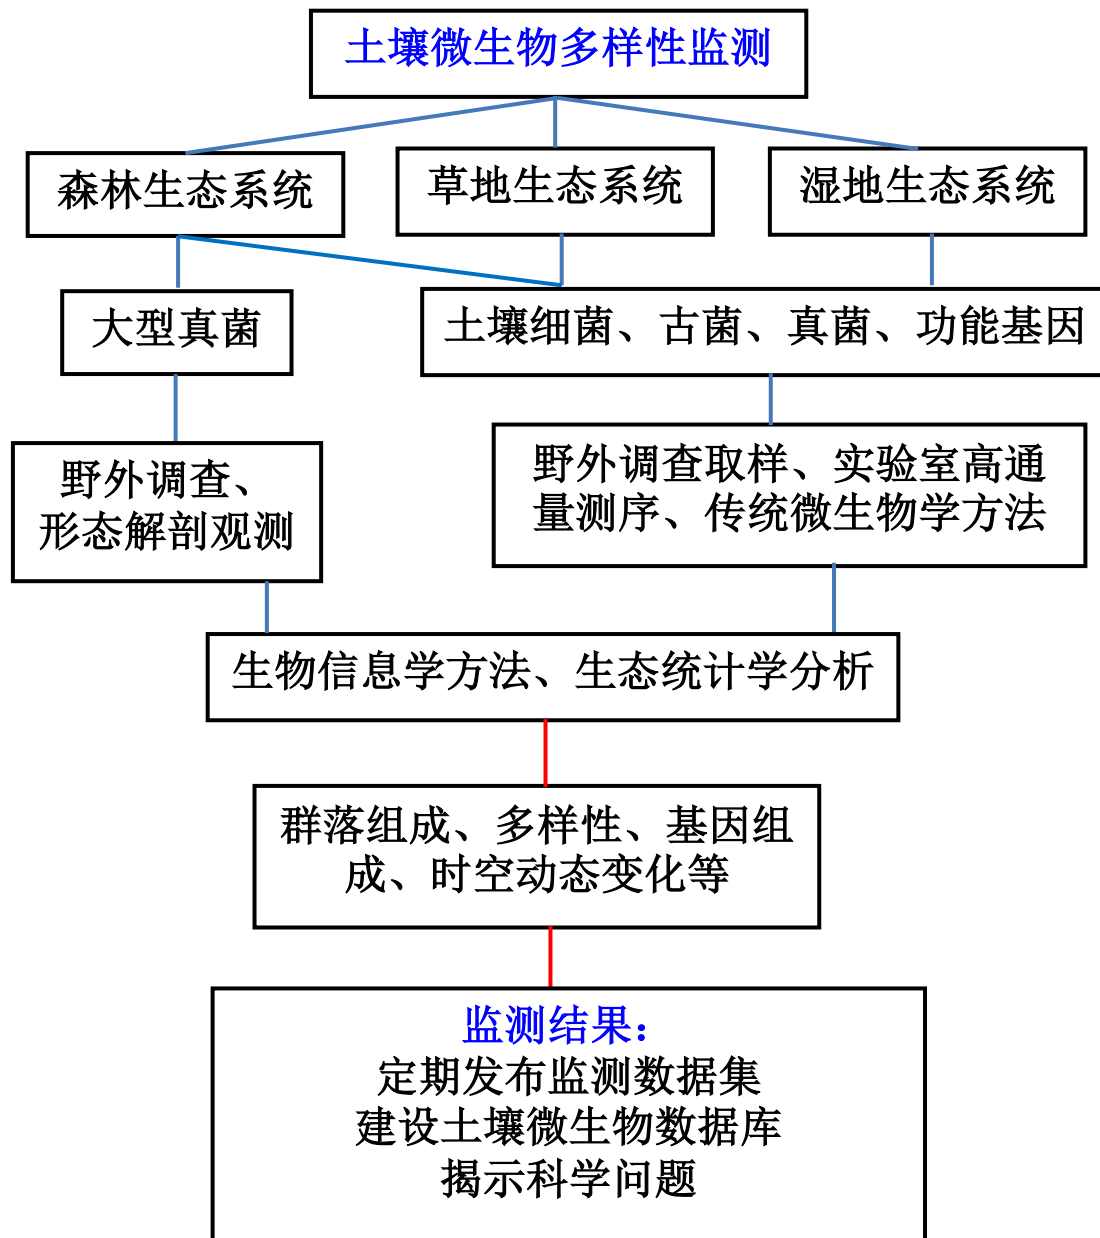 土壤微生物多样性监测
森林生态系统
草地生态系统
湿地生态系统
大型真菌
土壤细菌、古菌、真菌、功能基因
野外调查、
形态解剖观测
野外调查取样、实验室高通
量测序、传统微生物学方法
生物信息学方法、生态统计学分析
群落组成、多样性、基因组
成、时空动态变化等
监测结果：
定期发布监测数据集
建设土壤微生物数据库
揭示科学问题